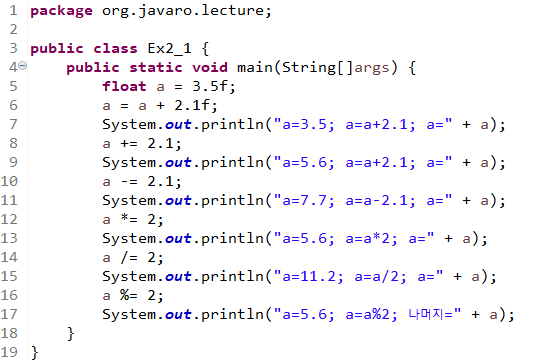 1 package org.javaro.lecture;
2
3 public class Ex2_1 {
4     public static void main(String[]args) {
5         float a = 3.5f;
6         a = a + 2.1f;
7         System.out.println("a=3.5; a=a+2.1; a=" + a);
8         a += 2.1;
9         System.out.println("a=5.6; a=a+2.1; a=" + a);
10         a -= 2.1;
11         System.out.println("a=7.7; a=a-2.1; a=" + a);
12         a *= 2;
13         System.out.println("a=5.6; a=a*2; a=" + a);
14         a /= 2;
15         System.out.println("a=11.2; a=a/2; a=" + a);
16         a %= 2;
17         System.out.println("a=5.6; a=a%2; 나머지=" + a);
18     }
19 }